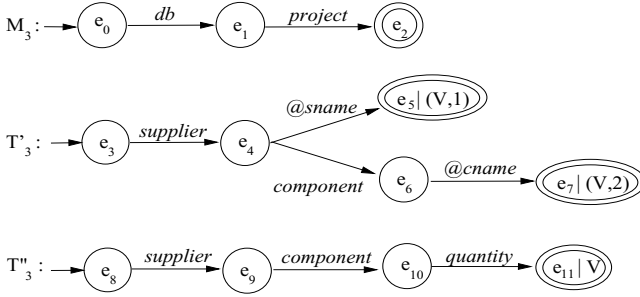 M3 : e0 db e1 project e2
T'3 : e3 supplier e4 @sname e5 | (V,1)
component e6 @cname e7 | (V,2)
T"3 : e8 supplier e9 component e10 quantity e11 | V